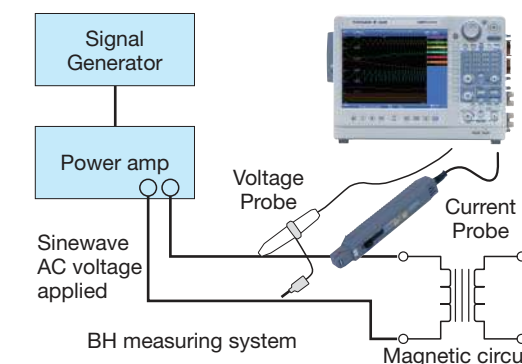 Signal
Generator
Power amp
Voltage
Probe
Current
Probe
Sinewave
AC voltage
applied
BH measuring system
Magnetic circu